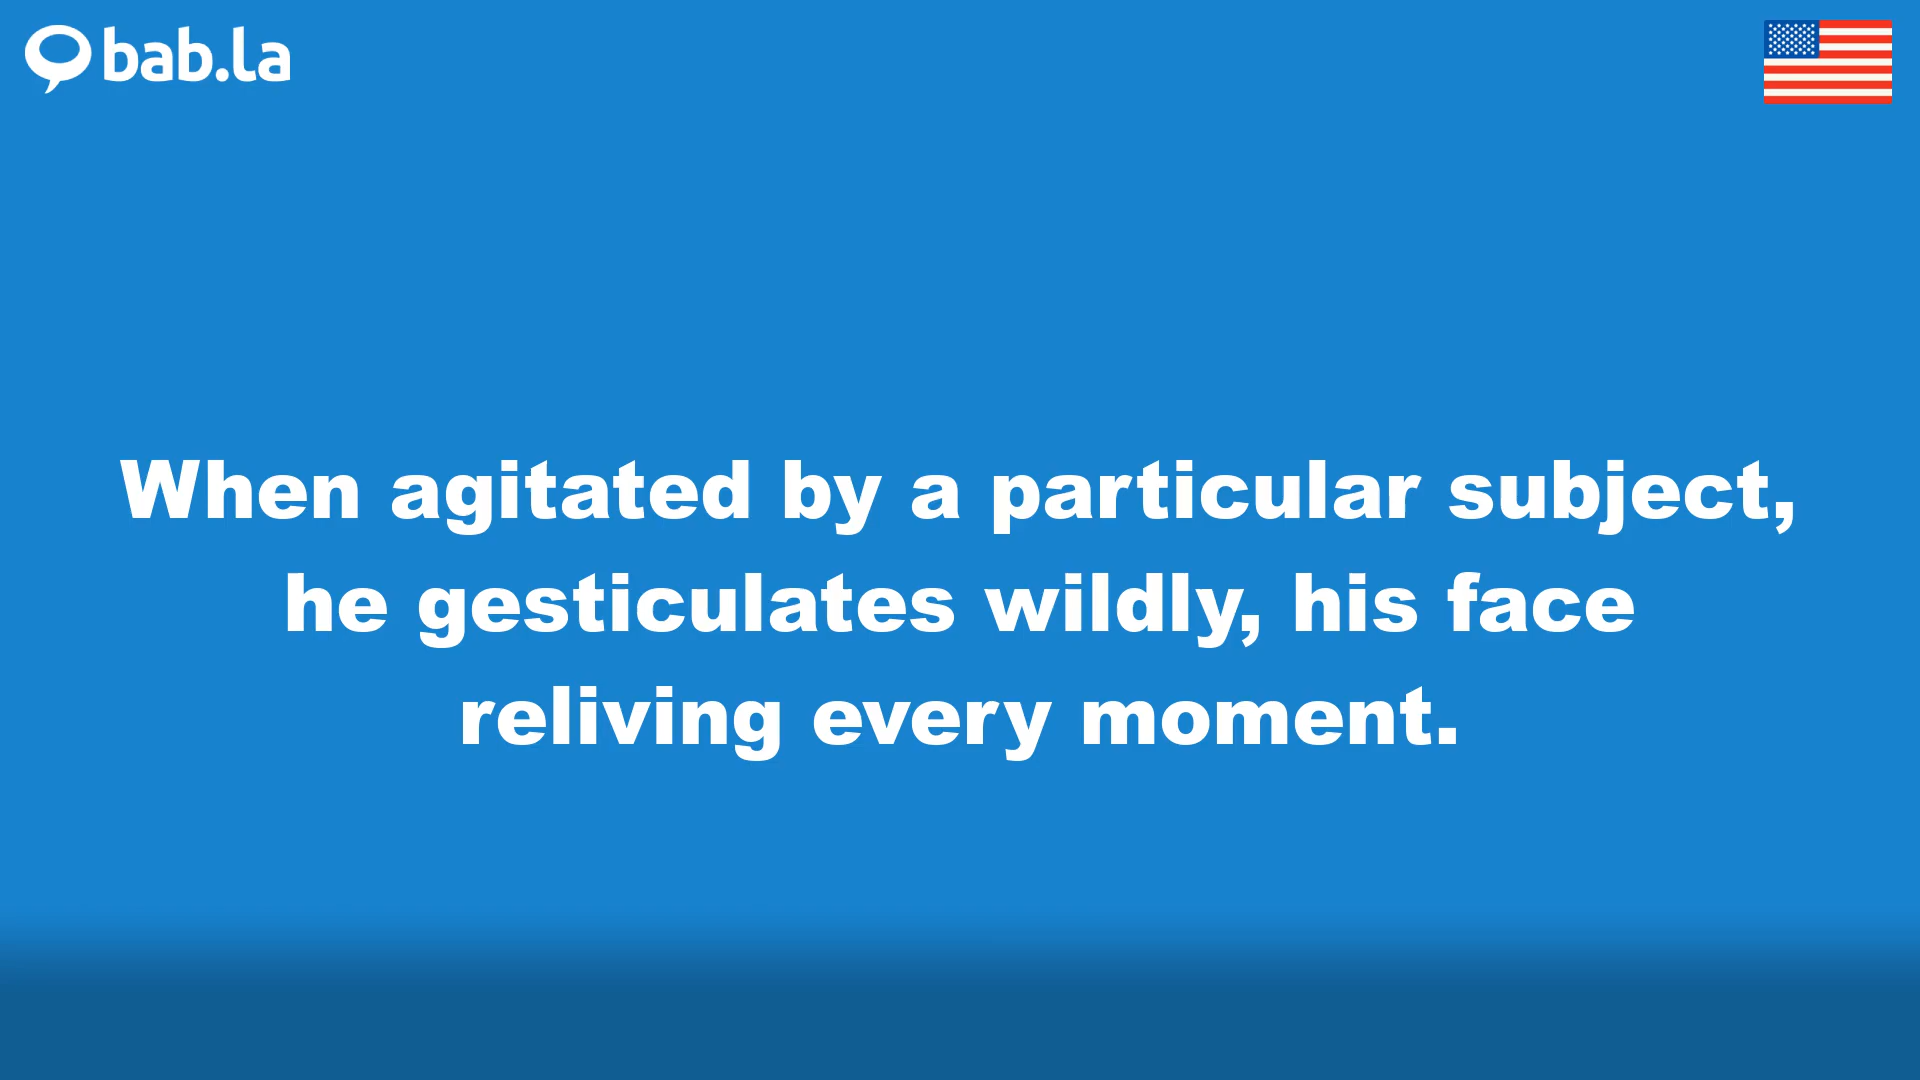 bab.la
When agitated by a particular subject,
he gesticulates wildly, his face
reliving every moment.